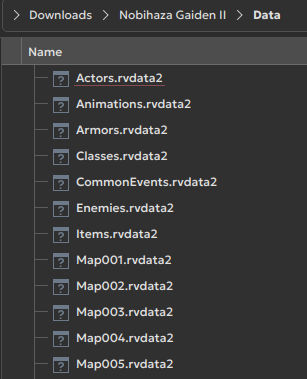 Downloads > Nobihaza Gaiden II > Data
Name
Actors.rvdata2
Animations.rvdata2
Armors.rvdata2
Classes.rvdata2
CommonEvents.rvdata2
Enemies.rvdata2
Items.rvdata2
Map001.rvdata2
Map002.rvdata2
Map003.rvdata2
Map004.rvdata2
Map005.rvdata2